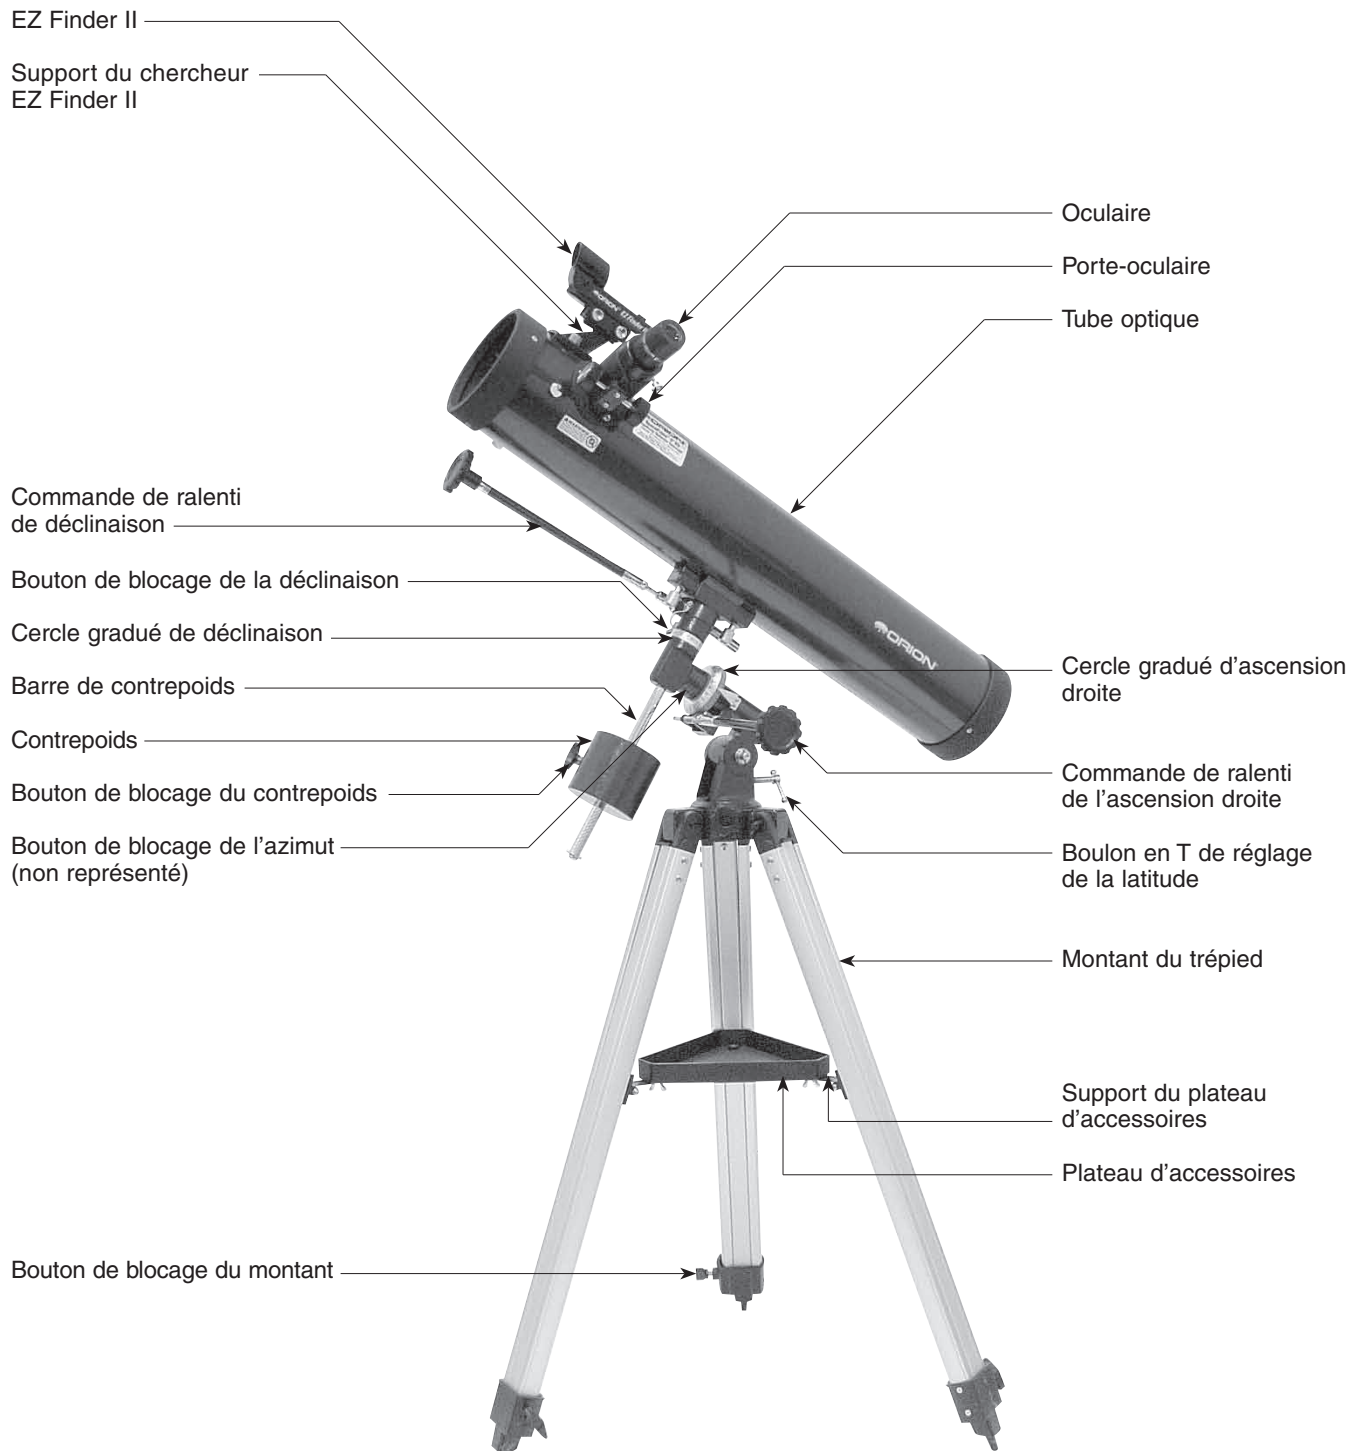 EZ Finder II
Support du chercheur
EZ Finder II
Commande de ralenti
de déclinaison
Bouton de blocage de la déclinaison
Cercle gradué de déclinaison
Barre de contrepoids
Contrepoids
Bouton de blocage du contrepoids
Bouton de blocage de l'azimut
(non représenté)
Bouton de blocage du montant
Oculaire
Porte-oculaire
Tube optique
Cercle gradué d'ascension
droite
Commande de ralenti
de l'ascension droite
Boulon en T de réglage
de la latitude
Montant du trépied
Support du plateau
d'accessoires
Plateau d'accessoires
ORION
ORION EZ Finder